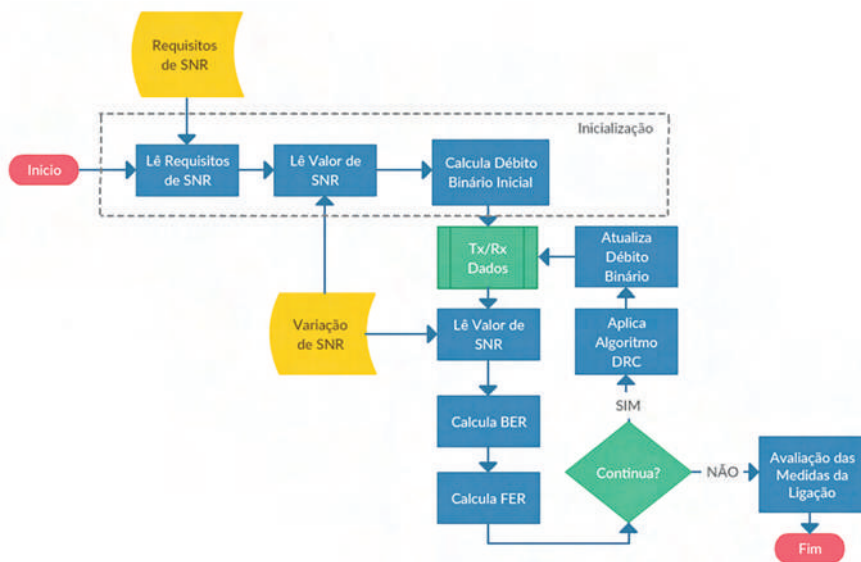 Requisitos
de SNR
Inicialização
Início
Lê Requisitos
de SNR
Lê Valor de
SNR
Calcula Débito
Binário Inicial
Tx/Rx
Dados
Atualiza
Débito
Binário
Variação
de SNR
Lê Valor de
SNR
Aplica
Algoritmo
DRC
Calcula BER
SIM
Continua?
NÃO
Avaliação das
Medidas da
Ligação
Calcula FER
Fim